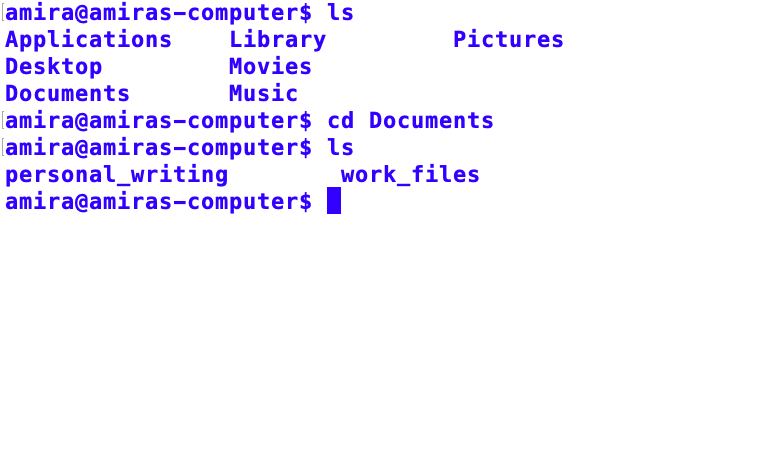 amira@amiras-computer$ ls
Applications    Library         Pictures
Desktop         Movies
Documents       Music
amira@amiras-computer$ cd Documents
amira@amiras-computer$ ls
personal_writing        work_files
amira@amiras-computer$